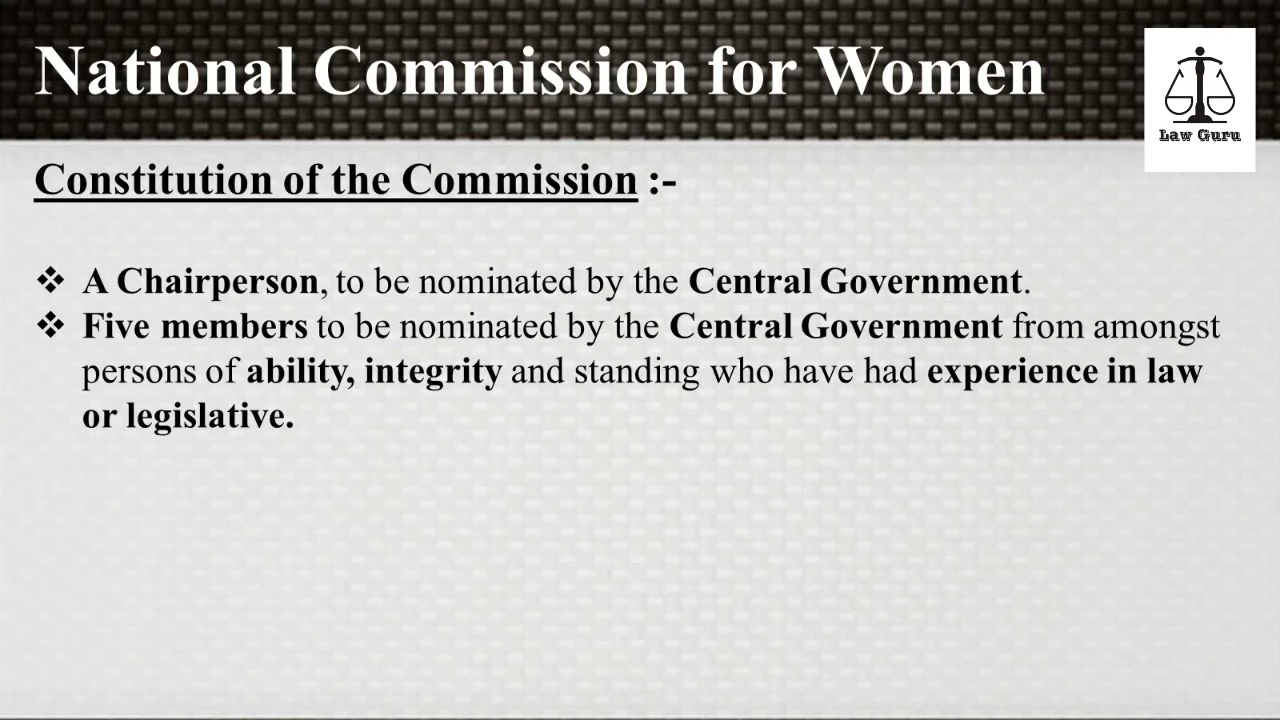 National Commission for Women
Law Guru
Constitution of the Commission :-
❖ A Chairperson, to be nominated by the Central Government.
❖ Five members to be nominated by the Central Government from amongst
persons of ability, integrity and standing who have had experience in law
or legislative.